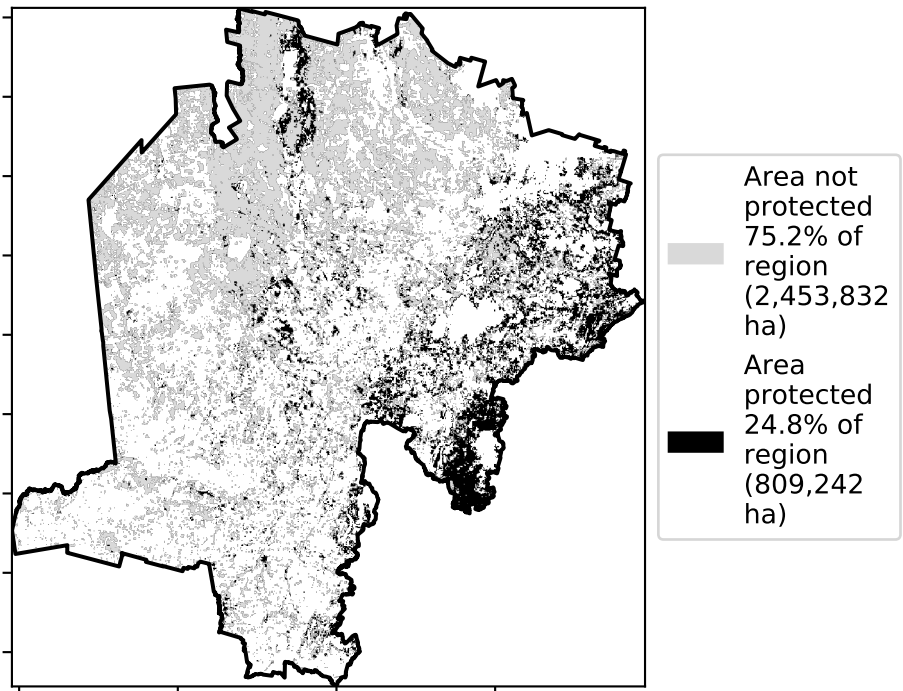 Area not
protected
75.2% of
region
(2,453,832
ha)
Area
protected
24.8% of
region
(809,242
ha)